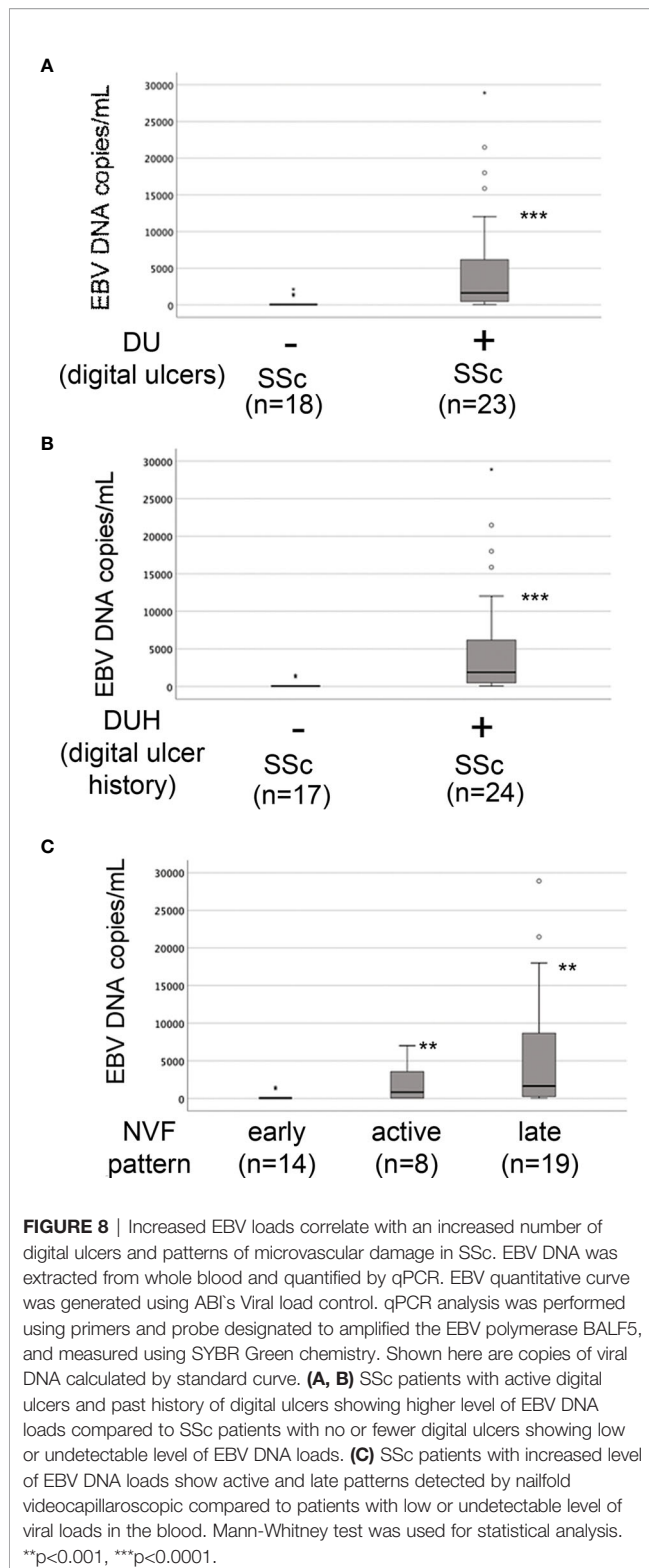 A
EBV DNA copies/mL
30000
25000
20000
15000
10000
5000
0
*
***
DU - +
(digital ulcers) SSc SSc
(n=18) (n=23)
B
EBV DNA copies/mL
30000
25000
20000
15000
10000
5000
0
*
***
DUH - +
(digital ulcer SSc SSc
history) (n=17) (n=24)
C
EBV DNA copies/mL
30000
25000
20000
15000
10000
5000
0
**
**
NVF early active late
pattern (n=14) (n=8) (n=19)
FIGURE 8 | Increased EBV loads correlate with an increased number of
digital ulcers and patterns of microvascular damage in SSc. EBV DNA was
extracted from whole blood and quantified by qPCR. EBV quantitative curve
was generated using ABI`s Viral load control. qPCR analysis was performed
using primers and probe designated to amplified the EBV polymerase BALF5,
and measured using SYBR Green chemistry. Shown here are copies of viral
DNA calculated by standard curve. (A, B) SSc patients with active digital
ulcers and past history of digital ulcers showing higher level of EBV DNA
loads compared to SSc patients with no or fewer digital ulcers showing low
or undetectable level of EBV DNA loads. (C) SSc patients with increased level
of EBV DNA loads show active and late patterns detected by nailfold
videocapillaroscopic compared to patients with low or undetectable level of
viral loads in the blood. Mann-Whitney test was used for statistical analysis.
**p<0.001, ***p<0.0001.